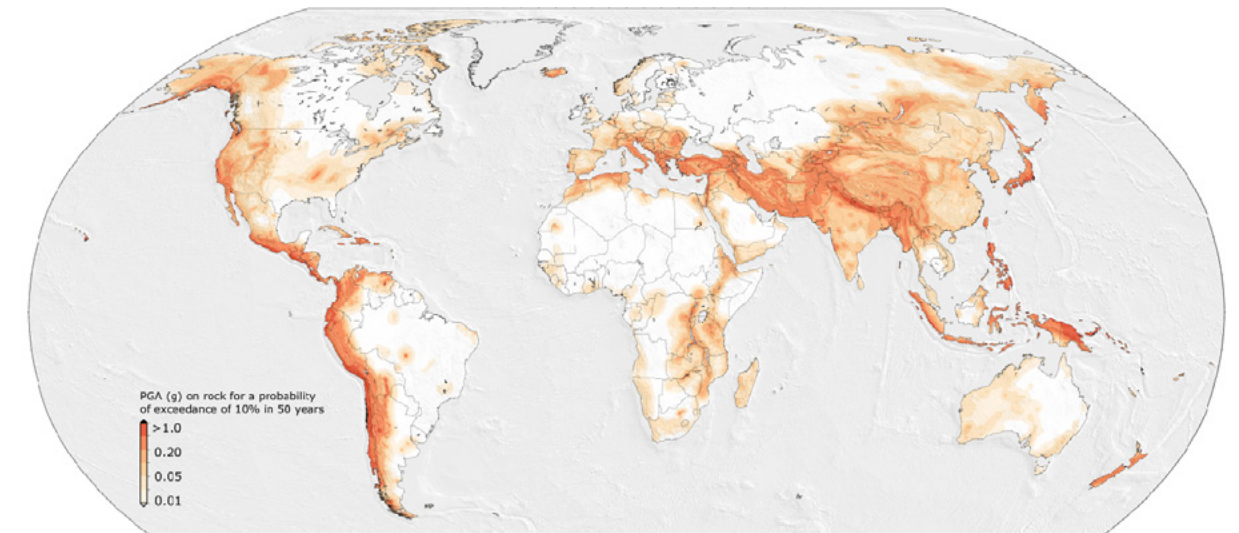 PGA (g) on rock for a probability
of exceedance of 10% in 50 years
>1.0
0.20
0.05
0.01